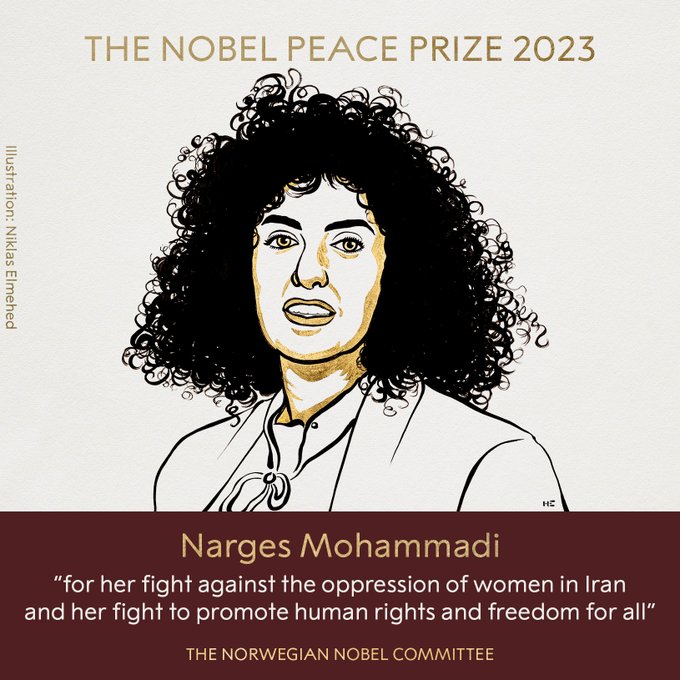 THE NOBEL PEACE PRIZE 2023
Illustration: Niklas Elmehed
HE
Narges Mohammadi
“for her fight against the oppression of women in Iran
and her fight to promote human rights and freedom for all”
THE NORWEGIAN NOBEL COMMITTEE